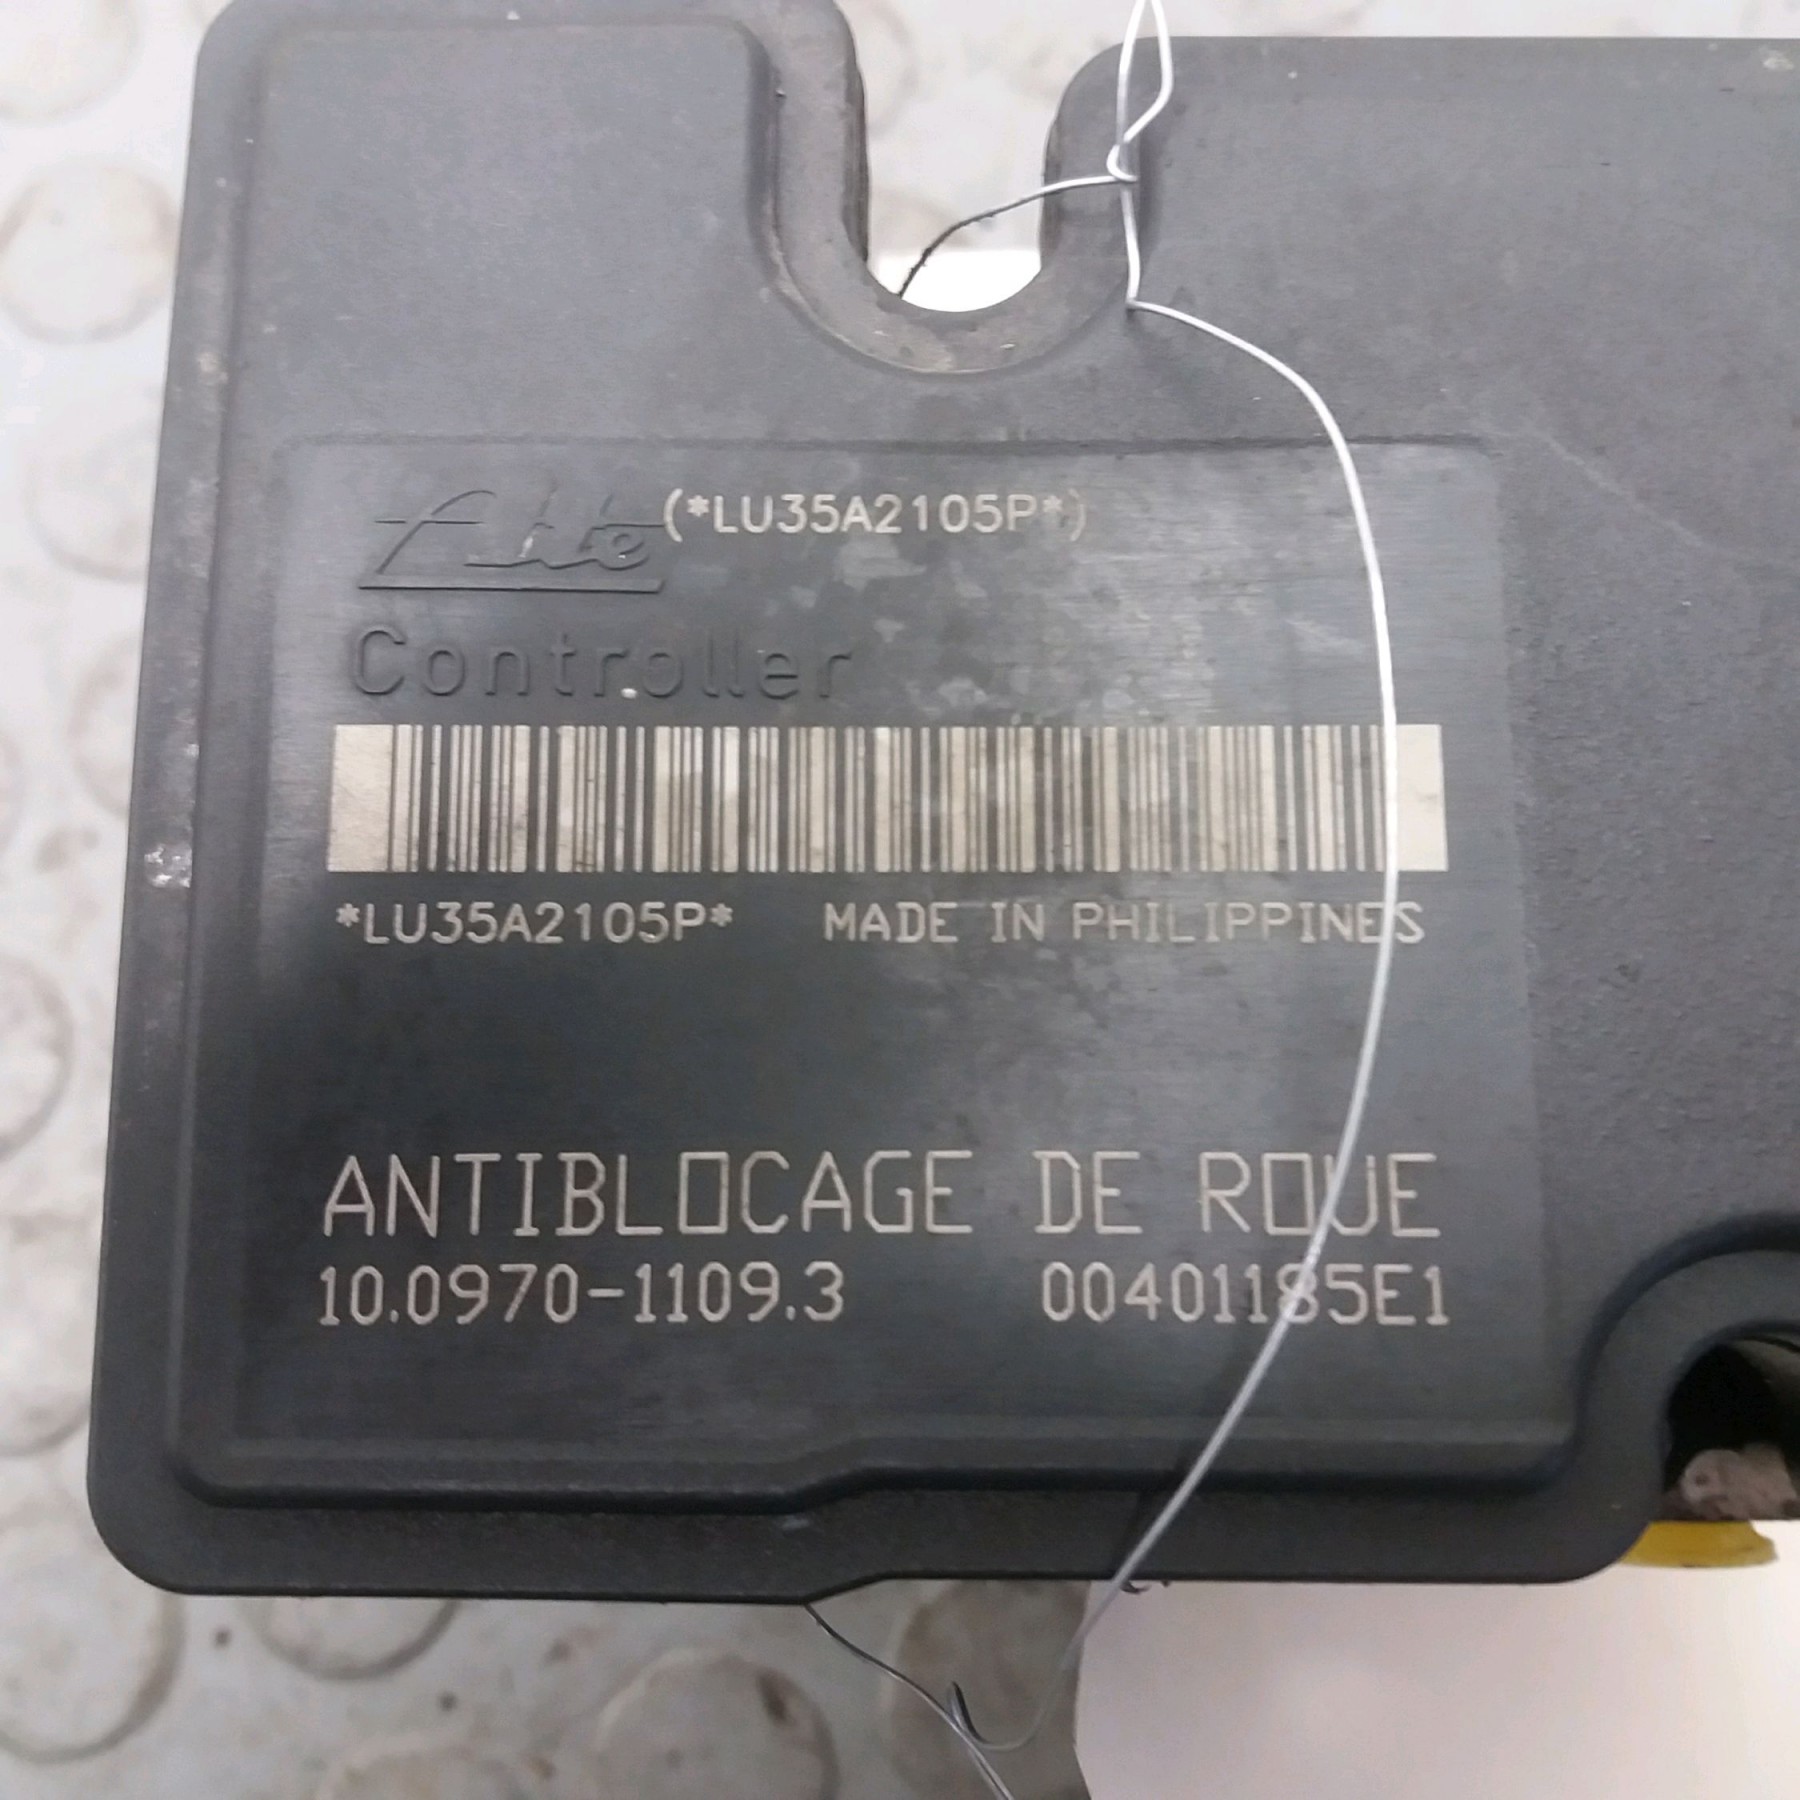 Ate (*LU35A2105P*)
Controller
*LU35A2105P* MADE IN PHILIPPINES
ANTIBLOCAGE DE ROUE
10.0970-1109.3 00401185E1